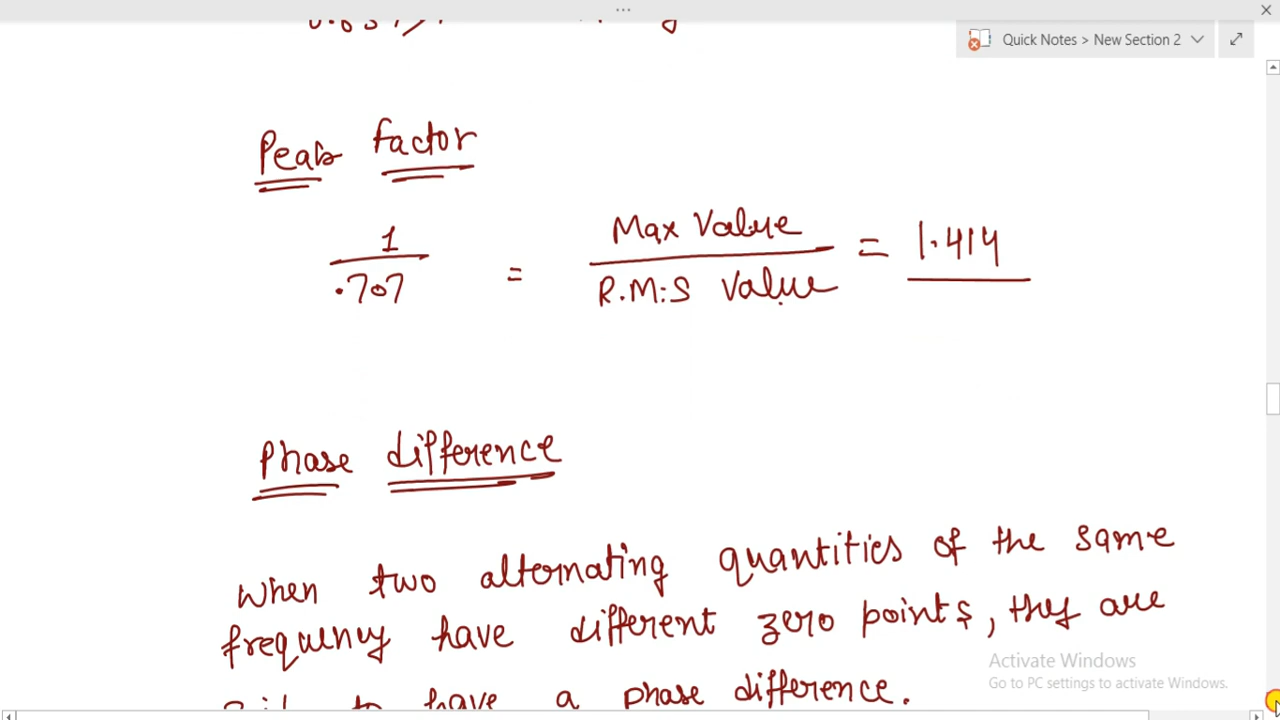 Quick Notes > New Section 2
Peak factor
1
.707
=
Max Value
R.M.S Value
= 1.414
Phase difference
When two alternating quantities of the same
frequency have different zero points, they are
have a phase difference.
Activate Windows
Go to PC settings to activate Windows.